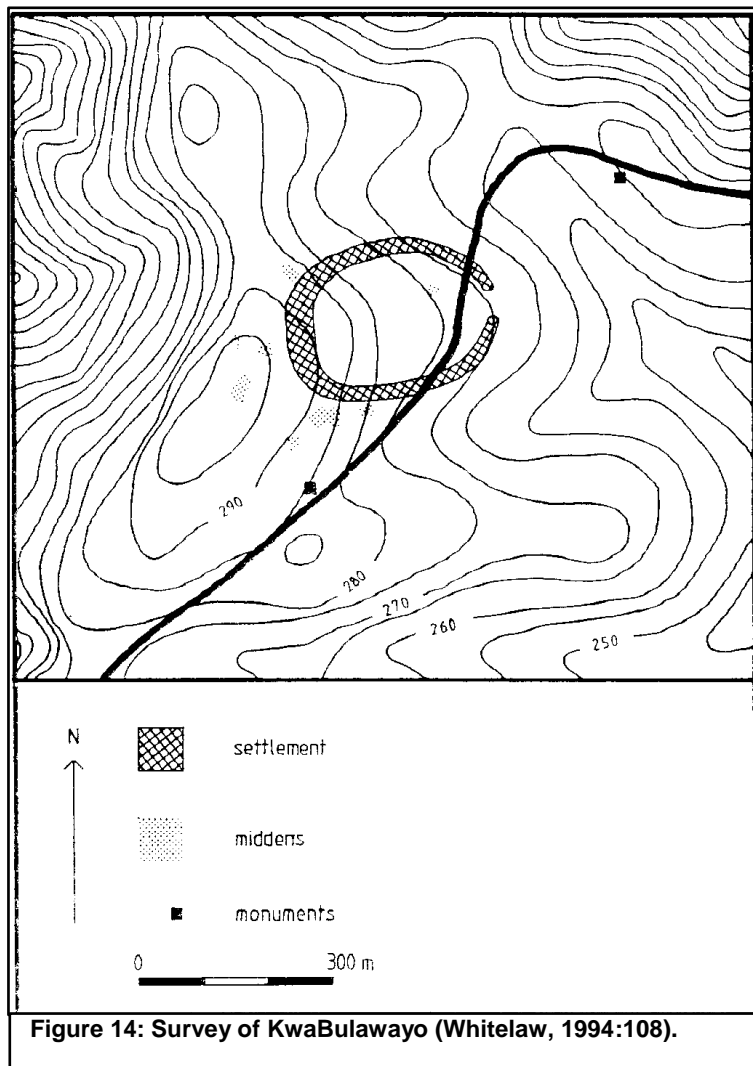 290
280
270
260
250
N
settlement
middens
monuments
0 300 m
Figure 14: Survey of KwaBulawayo (Whitelaw, 1994:108).